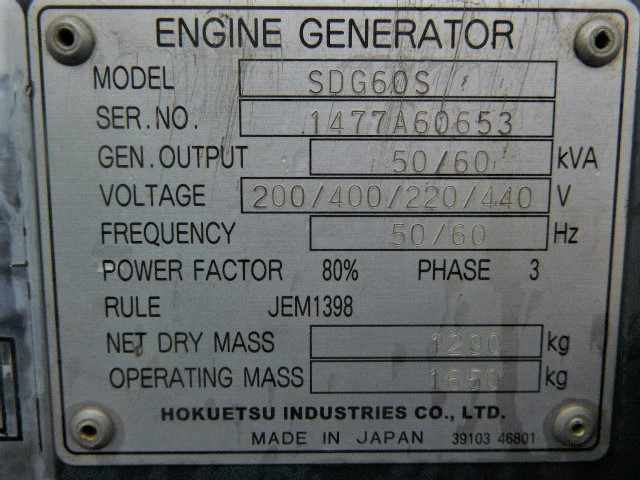 ENGINE GENERATOR
MODEL SDG60S
SER.NO. 1477A60653
GEN.OUTPUT 50/60 kVA
VOLTAGE 200/400/220/440 V
FREQUENCY 50/60 Hz
POWER FACTOR 80% PHASE 3
RULE JEM1398
NET DRY MASS 1290 kg
OPERATING MASS 1650 kg
HOKUETSU INDUSTRIES CO., LTD.
MADE IN JAPAN 39103 46801